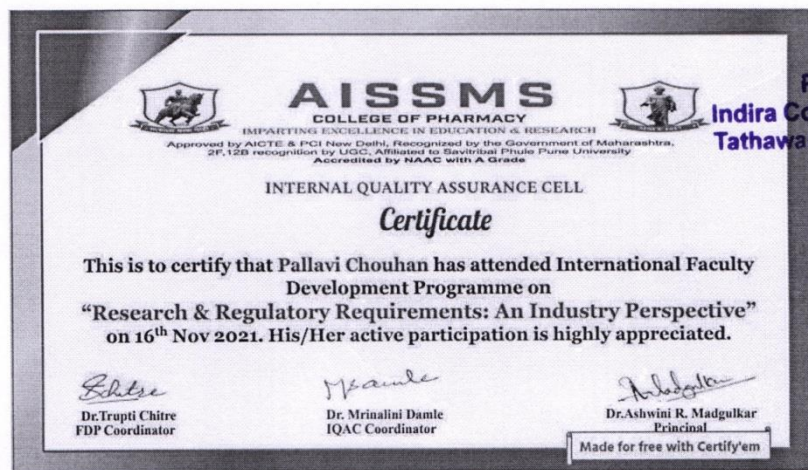 AISSMS
COLLEGE OF PHARMACY
IMPARTING EXCELLENCE IN EDUCATION & RESEARCH
Approved by AICTE & PCI New Delhi, Recognized by the Government of Maharashtra,
2F,12B recognition by UGC, Affiliated to Savitribai Phule Pune University
Accredited by NAAC with A Grade
Indira Co
Tathawa
INTERNAL QUALITY ASSURANCE CELL
Certificate
This is to certify that Pallavi Chouhan has attended International Faculty
Development Programme on
“Research & Regulatory Requirements: An Industry Perspective”
on 16th Nov 2021. His/Her active participation is highly appreciated.
Dr.Trupti Chitre
FDP Coordinator
Dr. Mrinalini Damle
IQAC Coordinator
Dr.Ashwini R. Madgulkar
Principal
Made for free with Certify'em